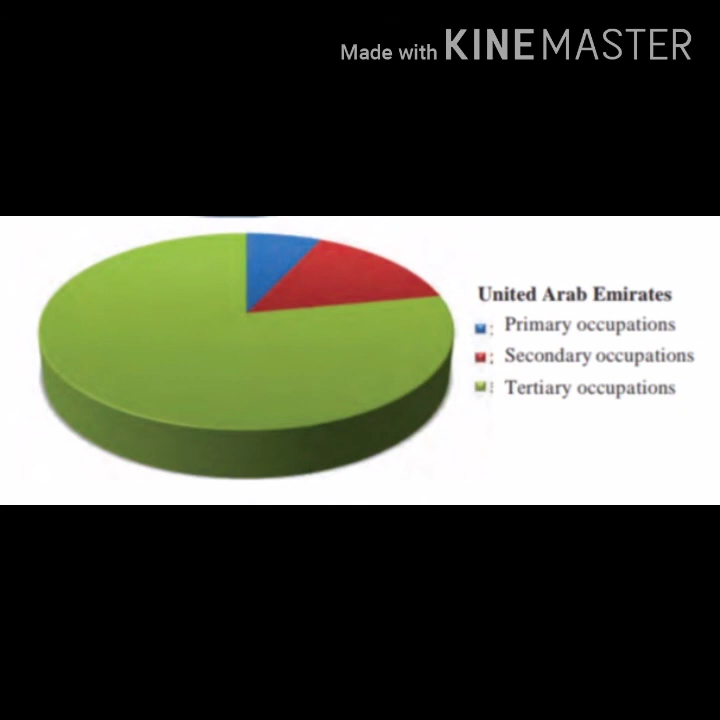 Made with KINEMASTER
United Arab Emirates
: Primary occupations
: Secondary occupations
: Tertiary occupations